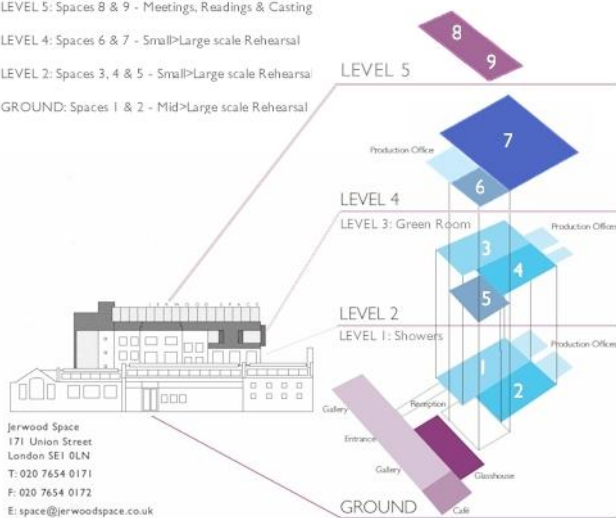 LEVEL 5: Spaces 8 & 9 - Meetings, Readings & Casting
LEVEL 4: Spaces 6 & 7 - Small>Large scale Rehearsal
LEVEL 2: Spaces 3, 4 & 5 - Small>Large scale Rehearsal
GROUND: Spaces 1 & 2 - Mid>Large scale Rehearsal
8
9
LEVEL 5
7
Production Office
6
LEVEL 4
LEVEL 3: Green Room
3
Production Offices
4
5
LEVEL 2
LEVEL 1: Showers
1
Production Offices
2
JERWOOD SPACE
Gallery
Reception
Entrance
Gallery
Glasshouse
Café
GROUND
Jerwood Space
171 Union Street
London SE1 0LN
T: 020 7654 0171
F: 020 7654 0172
E: space@jerwoodspace.co.uk